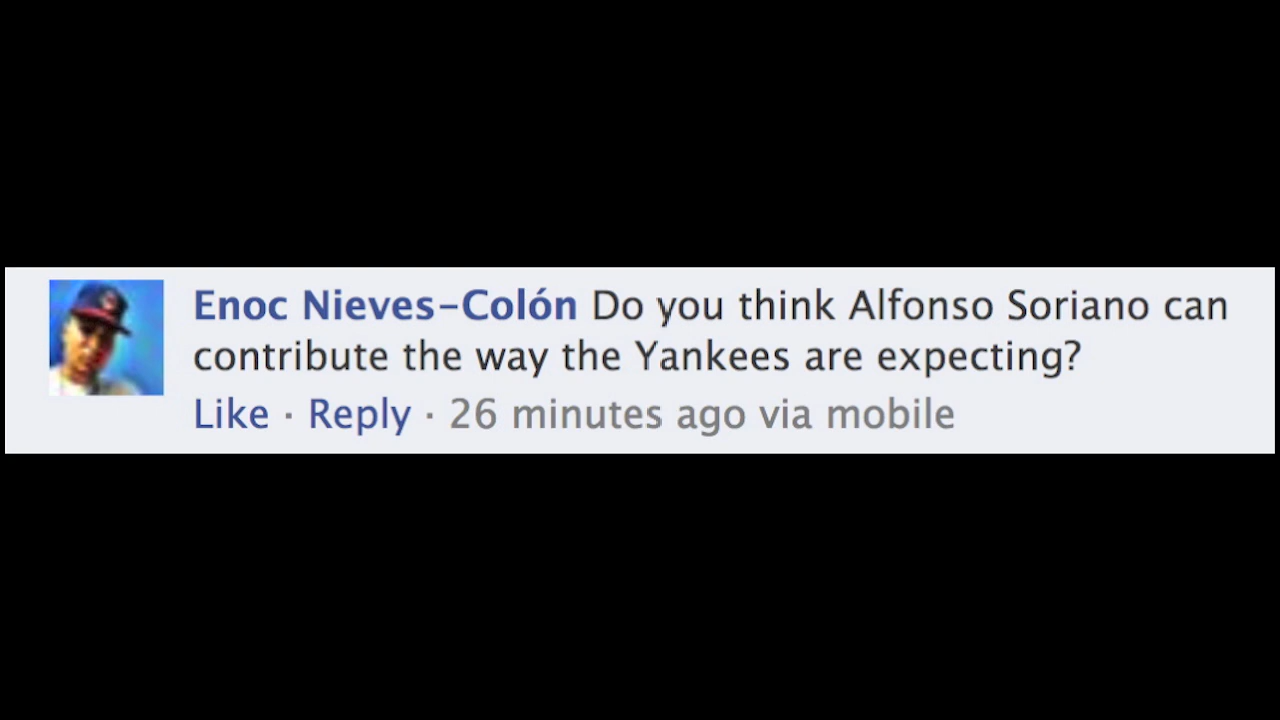 Enoc Nieves-Colón Do you think Alfonso Soriano can
contribute the way the Yankees are expecting?
Like · Reply · 26 minutes ago via mobile